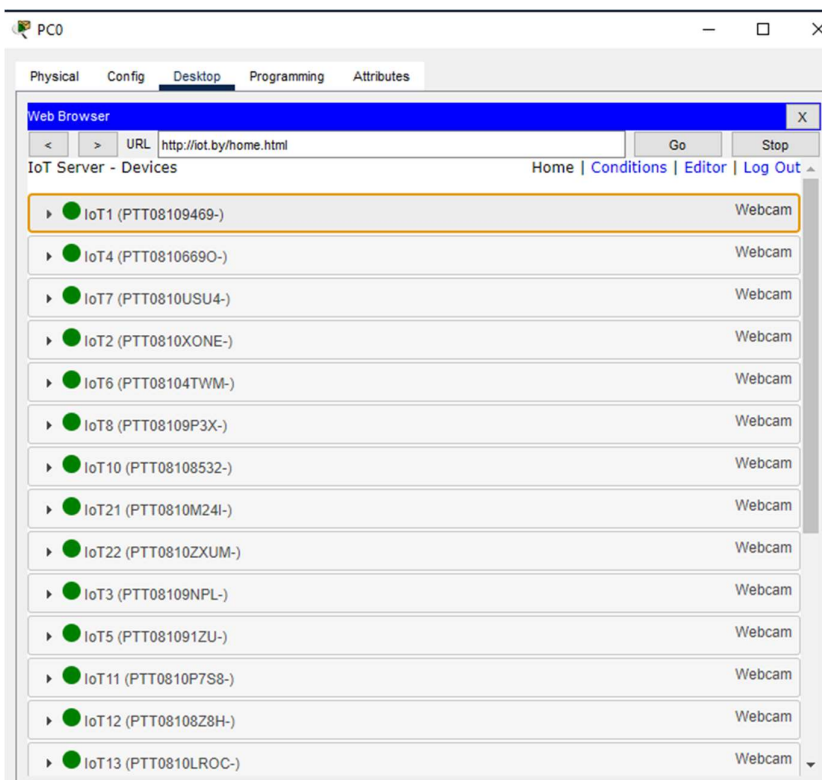 PC0
Physical Config Desktop Programming Attributes
Web Browser X
< > URL http://iot.by/home.html Go Stop
IoT Server - Devices Home | Conditions | Editor | Log Out
IoT1 (PTT08109469-) Webcam
IoT4 (PTT0810669O-) Webcam
IoT7 (PTT0810USU4-) Webcam
IoT2 (PTT0810XONE-) Webcam
IoT6 (PTT08104TWM-) Webcam
IoT8 (PTT08109P3X-) Webcam
IoT10 (PTT08108532-) Webcam
IoT21 (PTT0810M24I-) Webcam
IoT22 (PTT0810ZXUM-) Webcam
IoT3 (PTT08109NPL-) Webcam
IoT5 (PTT081091ZU-) Webcam
IoT11 (PTT0810P7S8-) Webcam
IoT12 (PTT08108Z8H-) Webcam
IoT13 (PTT0810LROC-) Webcam